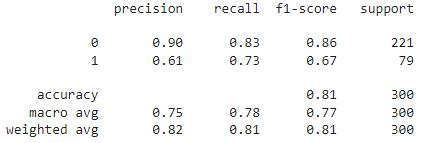 precision recall f1-score support
0 0.90 0.83 0.86 221
1 0.61 0.73 0.67 79
accuracy 0.81 300
macro avg 0.75 0.78 0.77 300
weighted avg 0.82 0.81 0.81 300